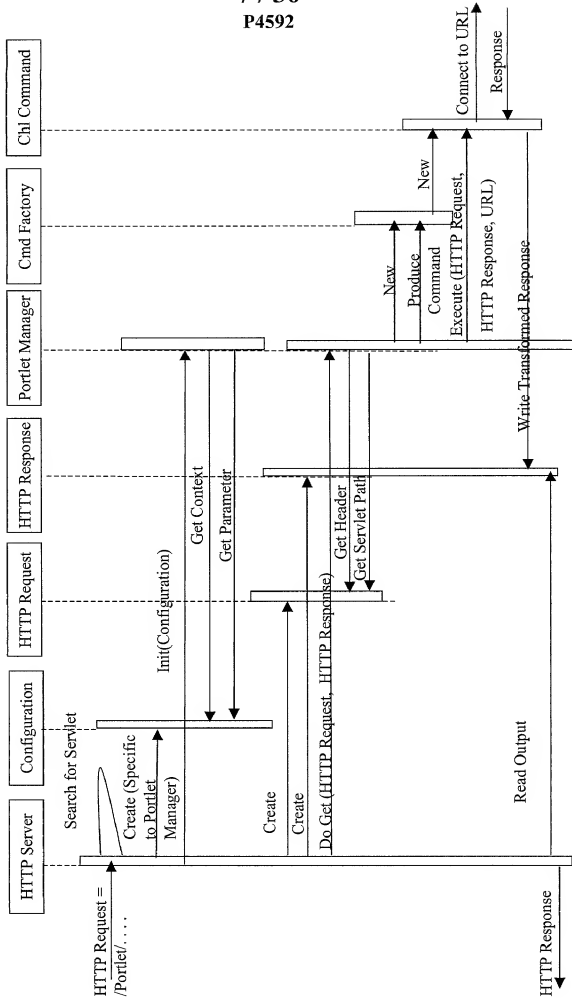 7 / 30
P4592
HTTP Server
Configuration
HTTP Request
HTTP Response
Portlet Manager
Cmd Factory
Chl Command
HTTP Request =
/Portlet/. . . .
Search for Servlet
Create (Specific
to Portlet
Manager)
Init(Configuration)
Get Context
Get Parameter
Create
Create
Do Get (HTTP Request, HTTP Response)
Get Header
Get Servlet Path
New
Produce
Command
New
Execute (HTTP Request,
HTTP Response, URL)
Connect to URL
Response
Write Transformed Response
Read Output
HTTP Response